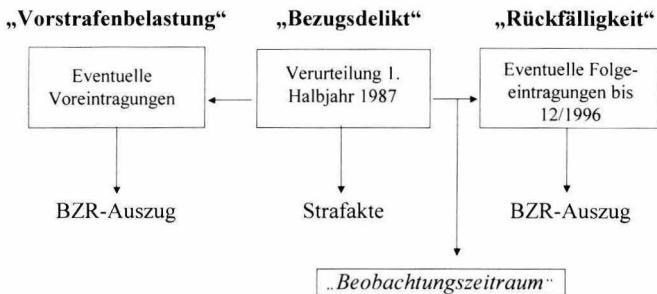 „Vorstrafenbelastung“ „Bezugsdelikt“ „Rückfälligkeit“
Eventuelle
Voreintragungen
Verurteilung 1.
Halbjahr 1987
Eventuelle Folge-
eintragungen bis
12/1996
BZR-Auszug Strafakte BZR-Auszug
„Beobachtungszeitraum“